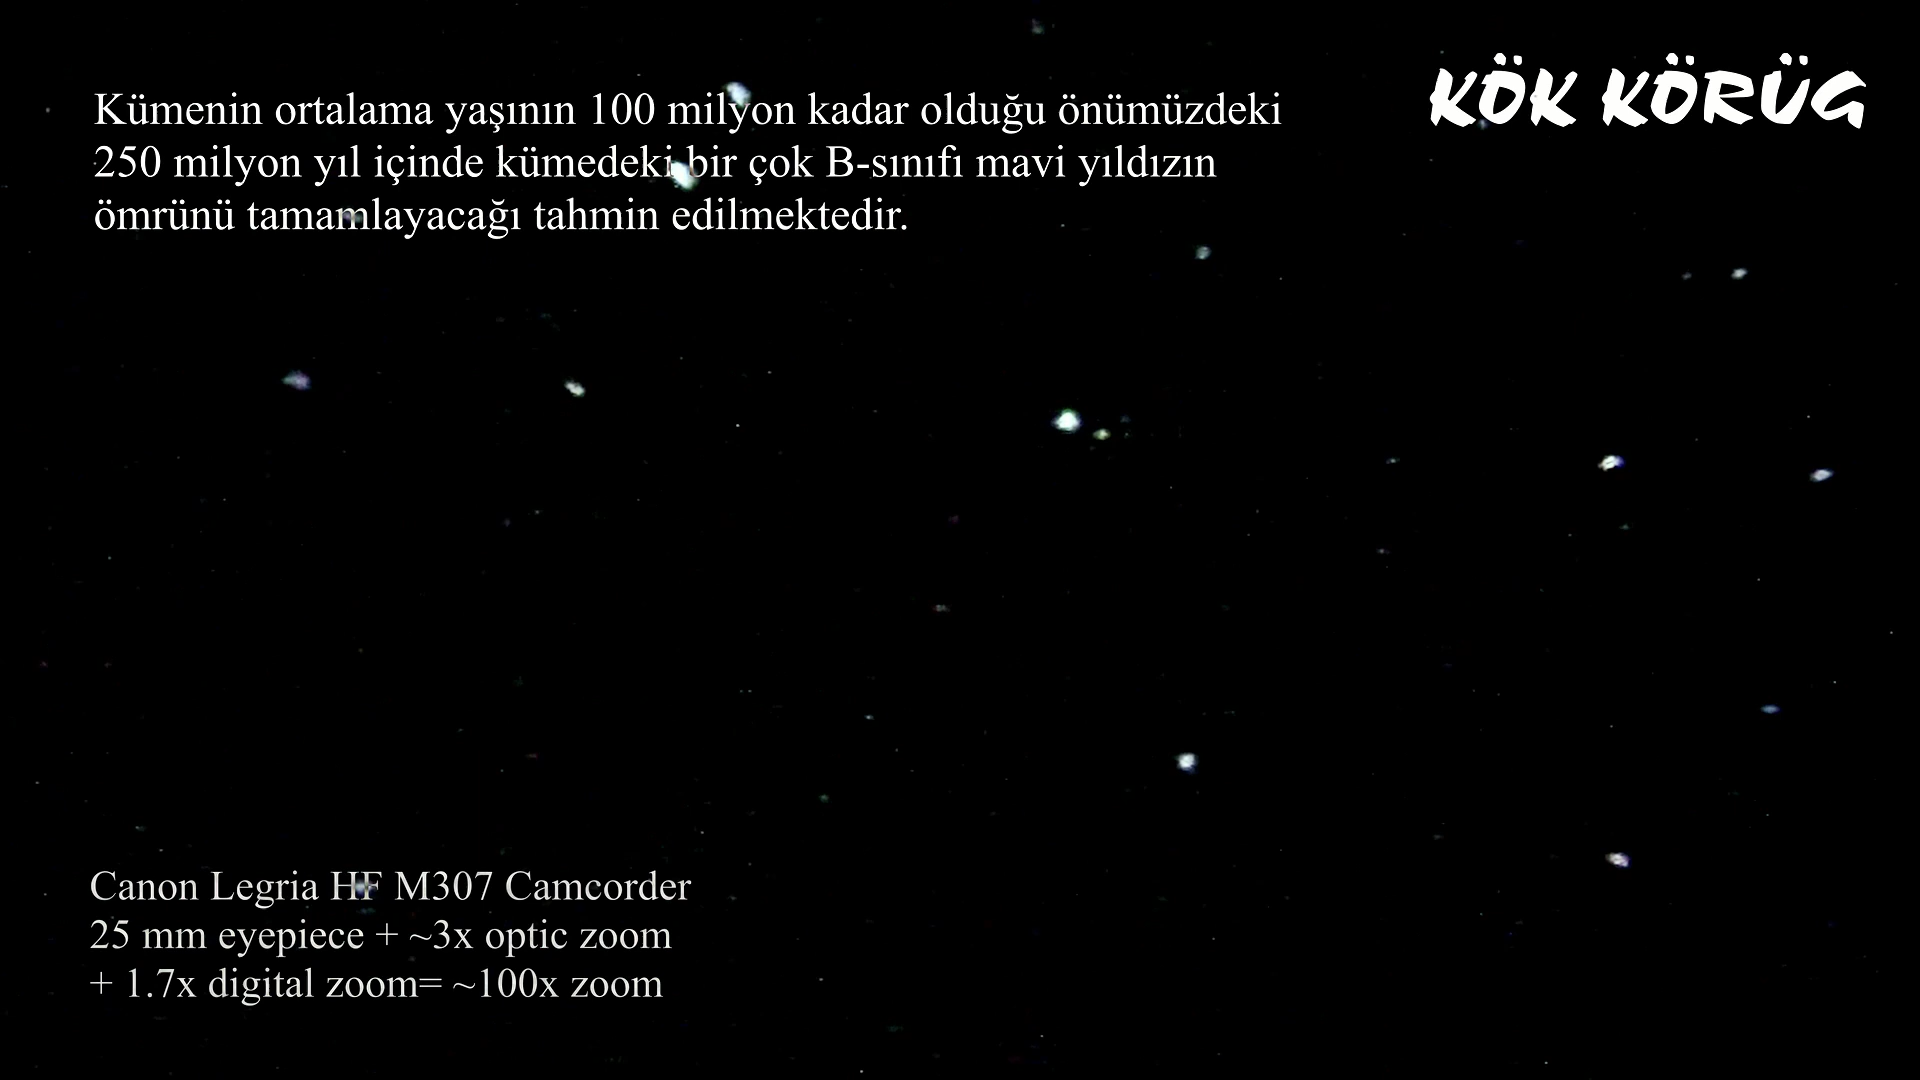 Kümenin ortalama yaşının 100 milyon kadar olduğu önümüzdeki
250 milyon yıl içinde kümedeki bir çok B-sınıfı mavi yıldızın
ömrünü tamamlayacağı tahmin edilmektedir.
KÖK KÖRÜG
Canon Legria HF M307 Camcorder
25 mm eyepiece + ~3x optic zoom
+ 1.7x digital zoom= ~100x zoom